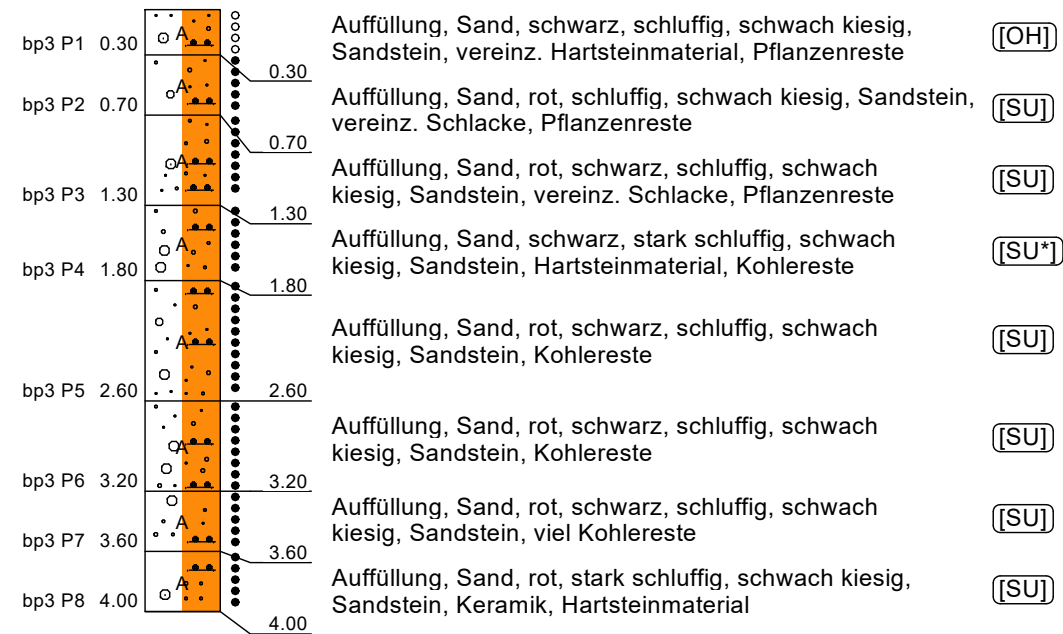 bp3 P1 0.30 A 0.30 Auffüllung, Sand, schwarz, schluffig, schwach kiesig,
Sandstein, vereinz. Hartsteinmaterial, Pflanzenreste [OH]
bp3 P2 0.70 A 0.70 Auffüllung, Sand, rot, schluffig, schwach kiesig, Sandstein,
vereinz. Schlacke, Pflanzenreste [SU]
bp3 P3 1.30 A 1.30 Auffüllung, Sand, rot, schwarz, schluffig, schwach
kiesig, Sandstein, vereinz. Schlacke, Pflanzenreste [SU]
bp3 P4 1.80 A 1.80 Auffüllung, Sand, schwarz, stark schluffig, schwach
kiesig, Sandstein, Hartsteinmaterial, Kohlereste [SU*]
bp3 P5 2.60 A 2.60 Auffüllung, Sand, rot, schwarz, schluffig, schwach
kiesig, Sandstein, Kohlereste [SU]
bp3 P6 3.20 A 3.20 Auffüllung, Sand, rot, schwarz, schluffig, schwach
kiesig, Sandstein, Kohlereste [SU]
bp3 P7 3.60 A 3.60 Auffüllung, Sand, rot, schwarz, schluffig, schwach
kiesig, Sandstein, viel Kohlereste [SU]
bp3 P8 4.00 A 4.00 Auffüllung, Sand, rot, stark schluffig, schwach kiesig,
Sandstein, Keramik, Hartsteinmaterial [SU]